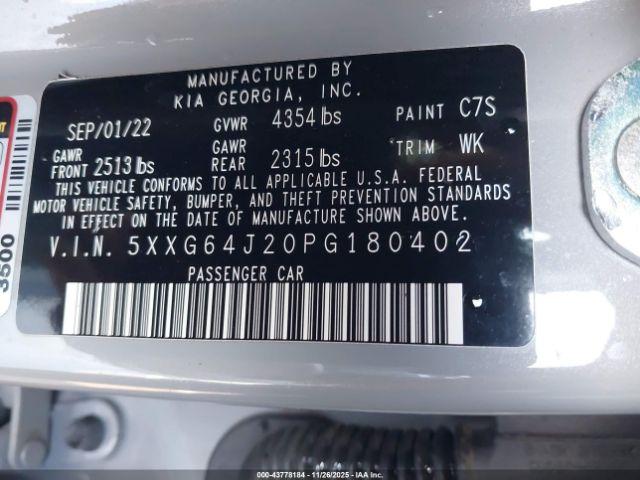 MANUFACTURED BY
KIA GEORGIA, INC.
SEP/01/22 GVWR 4354 lbs PAINT C7S
GAWR FRONT 2513 lbs GAWR REAR 2315 lbs TRIM WK
THIS VEHICLE CONFORMS TO ALL APPLICABLE U.S.A. FEDERAL
MOTOR VEHICLE SAFETY, BUMPER, AND THEFT PREVENTION STANDARDS
IN EFFECT ON THE DATE OF MANUFACTURE SHOWN ABOVE.
V.I.N. 5XXG64J20PG180402
PASSENGER CAR
3500
© 000-43778184 | 11/26/2025 | IAAI.com